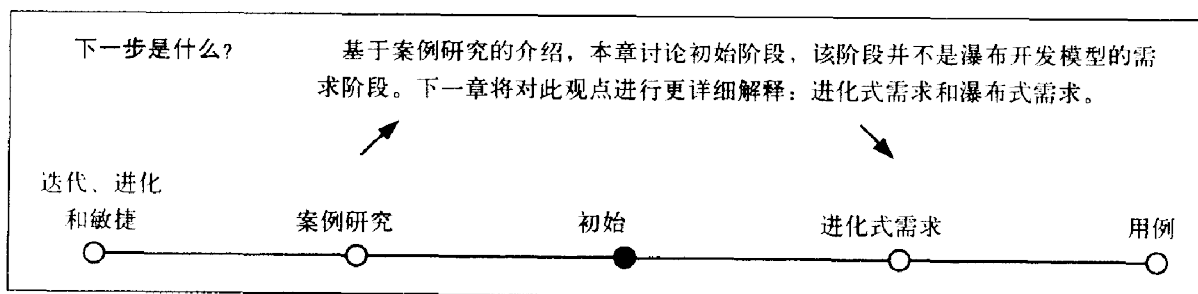 下一步是什么?
基于案例研究的介绍，本章讨论初始阶段，该阶段并不是瀑布开发模型的需
求阶段。下一章将对此观点进行更详细解释：进化式需求和瀑布式需求。
迭代、进化
和敏捷
案例研究
初始
进化式需求
用例